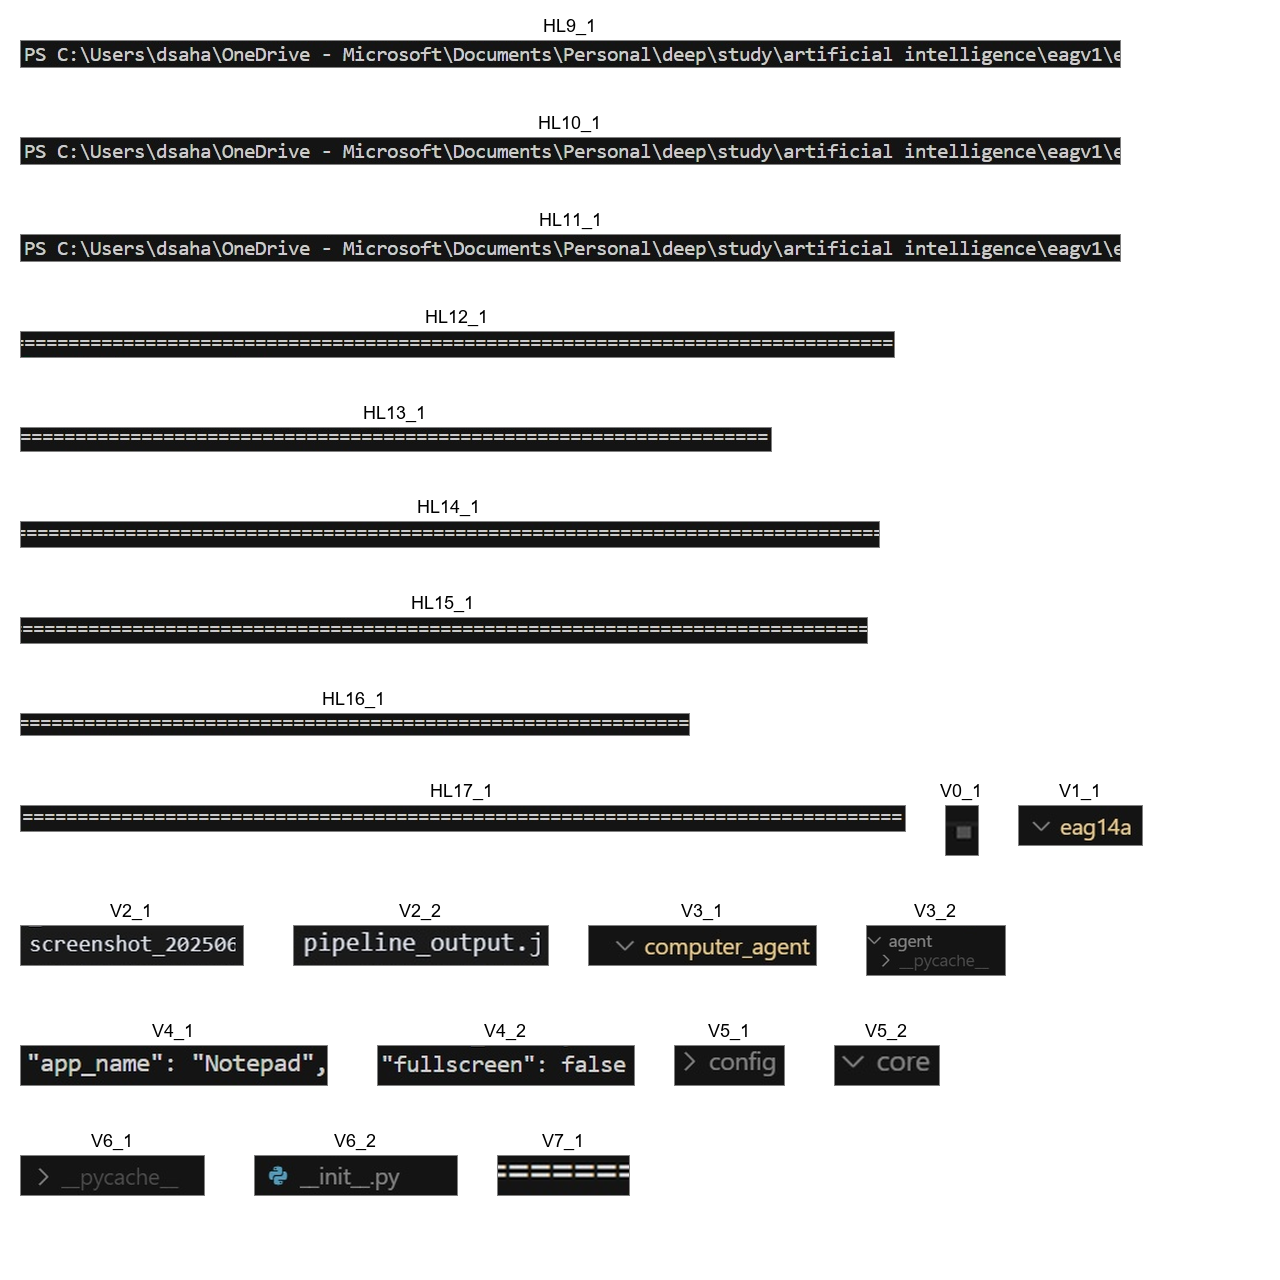 HL9_1
PS C:\Users\dsaha\OneDrive - Microsoft\Documents\Personal\deep\study\artificial intelligence\eagv1\e
HL10_1
PS C:\Users\dsaha\OneDrive - Microsoft\Documents\Personal\deep\study\artificial intelligence\eagv1\e
HL11_1
PS C:\Users\dsaha\OneDrive - Microsoft\Documents\Personal\deep\study\artificial intelligence\eagv1\e
HL12_1
================================================================================
HL13_1
====================================================================
HL14_1
==============================================================================
HL15_1
=============================================================================
HL16_1
=============================================================
HL17_1 V0_1 V1_1
================================================================================ eag14a
V2_1 V2_2 V3_1 V3_2
screenshot_202506 pipeline_output.j computer_agent agent
__pycache__
V4_1 V4_2 V5_1 V5_2
"app_name": "Notepad", "fullscreen": false config core
V6_1 V6_2 V7_1
__pycache__ __init__.py =======